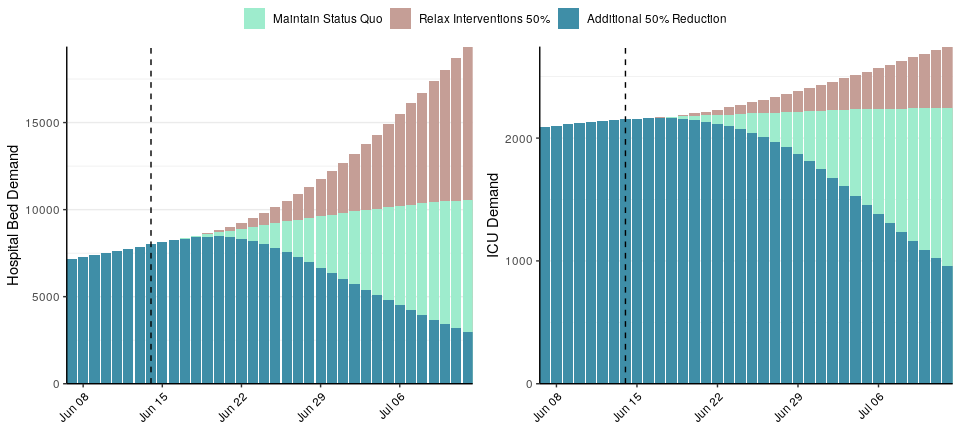 Maintain Status Quo Relax Interventions 50% Additional 50% Reduction
Hospital Bed Demand
15000
10000
5000
0
Jun 08 Jun 15 Jun 22 Jun 29 Jul 06
ICU Demand
2000
1000
0
Jun 08 Jun 15 Jun 22 Jun 29 Jul 06